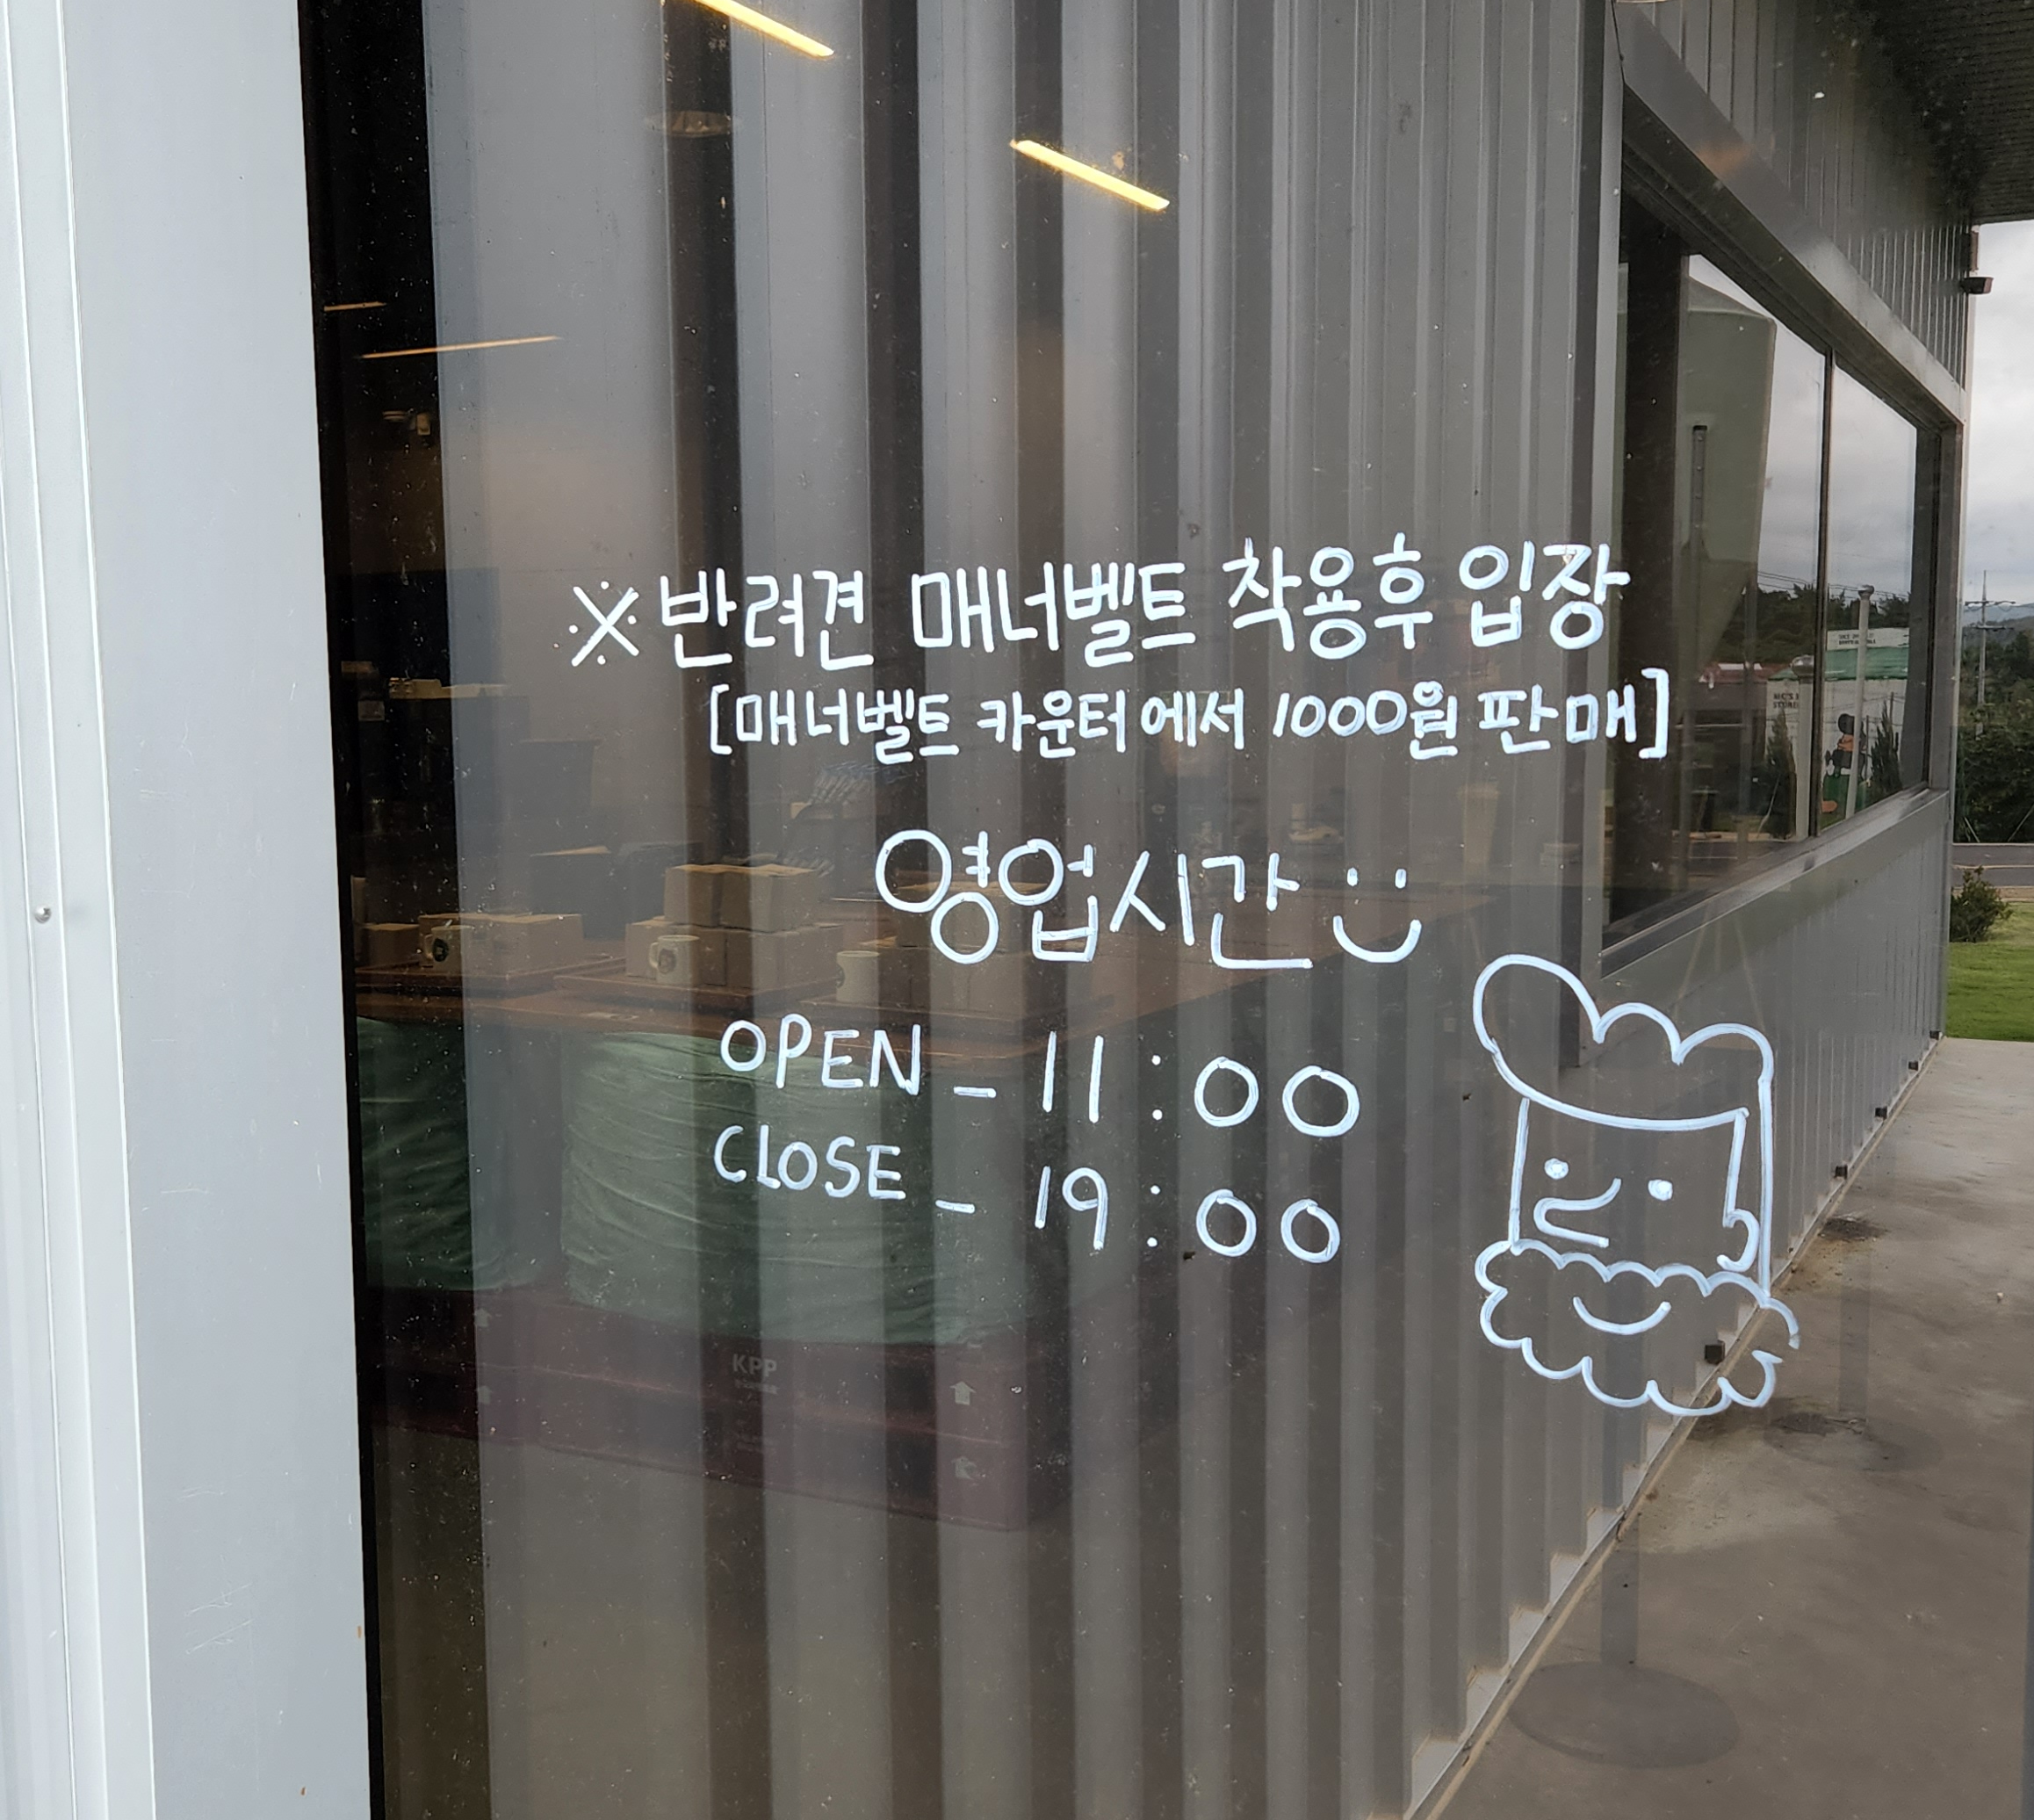 ※반려견 매너벨트 착용후 입장
[매너벨트 카운터에서 1000원 판매]
영업시간
OPEN - 11:00
CLOSE - 19:00
KPP